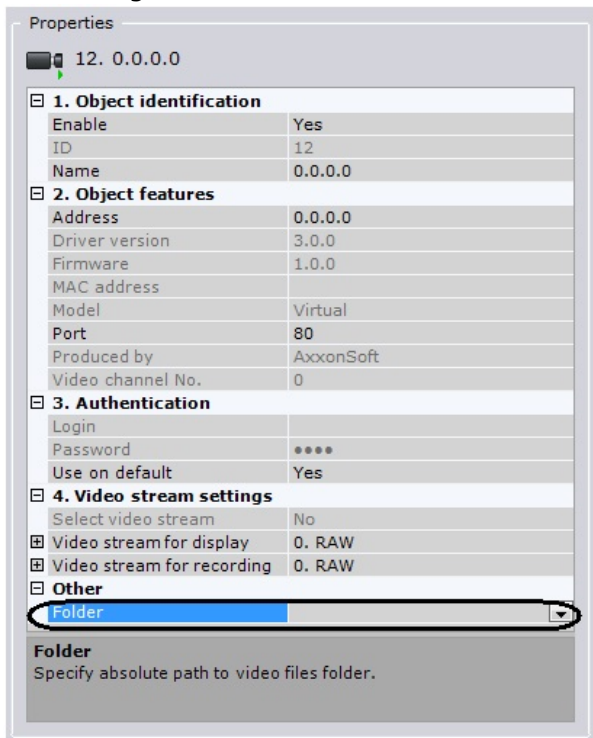 Properties
12. 0.0.0.0
1. Object identification
Enable Yes
ID 12
Name 0.0.0.0
2. Object features
Address 0.0.0.0
Driver version 3.0.0
Firmware 1.0.0
MAC address
Model Virtual
Port 80
Produced by AxxonSoft
Video channel No. 0
3. Authentication
Login
Password ••••
Use on default Yes
4. Video stream settings
Select video stream No
Video stream for display 0. RAW
Video stream for recording 0. RAW
Other
Folder
Folder
Specify absolute path to video files folder.